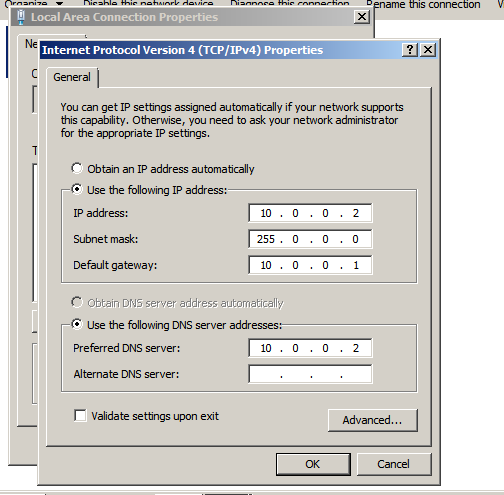 Organize Disable this network device Diagnose this connection Rename this connection
Local Area Connection Properties
Internet Protocol Version 4 (TCP/IPv4) Properties
General
You can get IP settings assigned automatically if your network supports
this capability. Otherwise, you need to ask your network administrator
for the appropriate IP settings.
Obtain an IP address automatically
Use the following IP address:
IP address: 10 . 0 . 0 . 2
Subnet mask: 255 . 0 . 0 . 0
Default gateway: 10 . 0 . 0 . 1
Obtain DNS server address automatically
Use the following DNS server addresses:
Preferred DNS server: 10 . 0 . 0 . 2
Alternate DNS server: . . .
Validate settings upon exit
Advanced...
OK Cancel